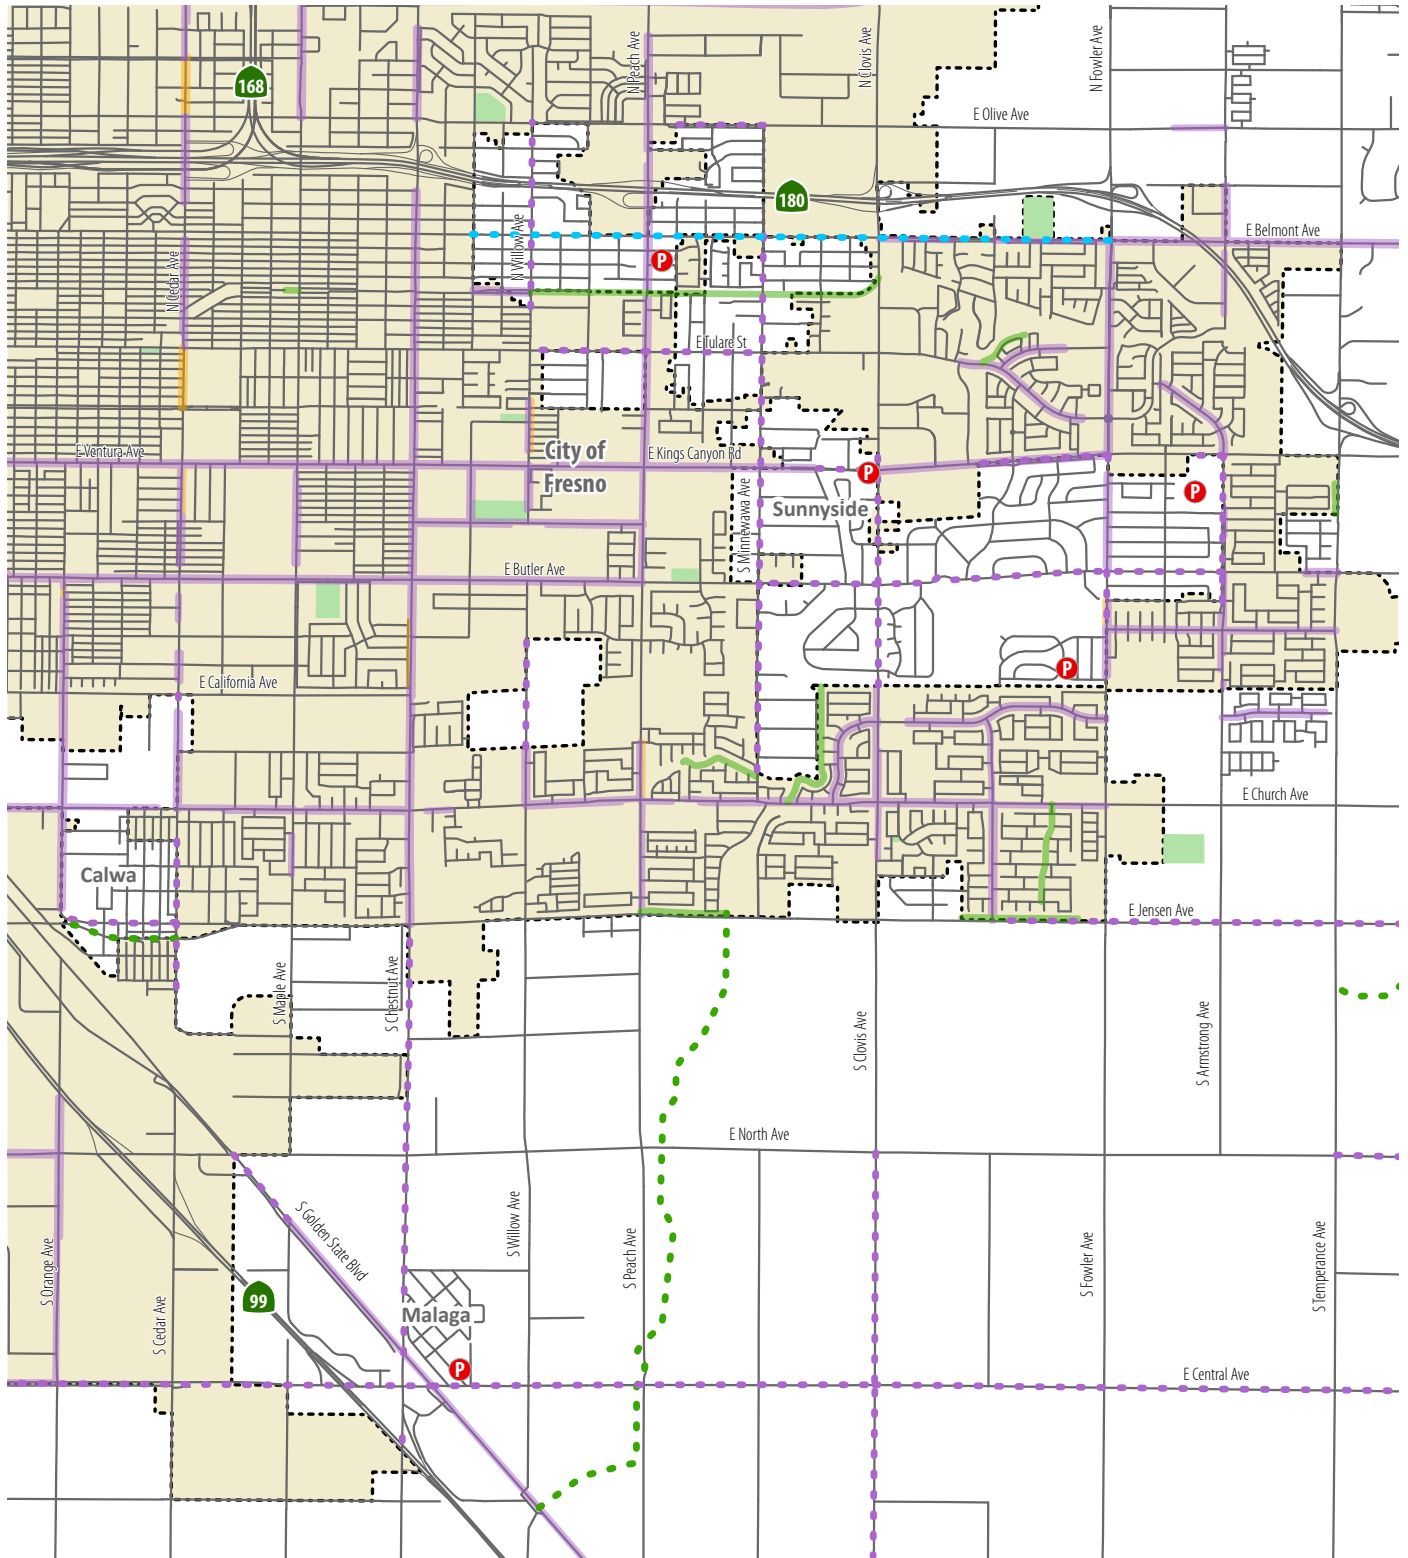 N Peach Ave
N Clovis Ave
N Fowler Ave
168
E Olive Ave
180
N Willow Ave
E Belmont Ave
P
N Cedar Ave
E Tulare St
E Ventura Ave
City of
Fresno
E Kings Canyon Rd
P
P
S Minnewawa Ave
Sunnyside
E Butler Ave
P
E California Ave
E Church Ave
Calwa
E Jensen Ave
S Maple Ave
S Chestnut Ave
S Clovis Ave
S Armstrong Ave
E North Ave
S Willow Ave
S Golden State Blvd
S Orange Ave
S Peach Ave
S Fowler Ave
S Temperance Ave
99
S Cedar Ave
Malaga
P
E Central Ave